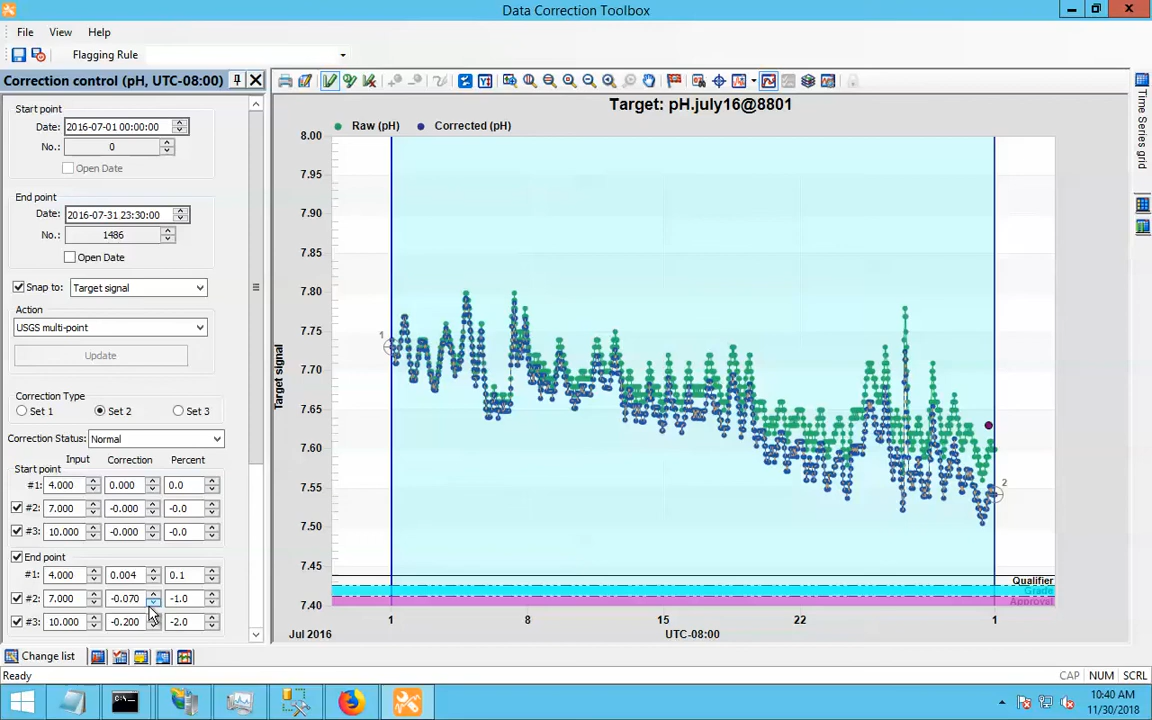 Data Correction Toolbox
File View Help
Flagging Rule
Correction control (pH, UTC-08:00)
Start point
Date: 2016-07-01 00:00:00
No.: 0
Open Date
End point
Date: 2016-07-31 23:30:00
No.: 1486
Open Date
Snap to: Target signal
Action
USGS multi-point
Update
Correction Type
Set 1 Set 2 Set 3
Correction Status: Normal
Input Correction Percent
Start point
#1: 4.000 0.000 0.0
#2: 7.000 -0.000 -0.0
#3: 10.000 -0.000 -0.0
End point
#1: 4.000 0.004 0.1
#2: 7.000 -0.070 -1.0
#3: 10.000 -0.200 -2.0
Change list
Target: pH.july16@8801
Raw (pH) Corrected (pH)
8.00
7.95
7.90
7.85
7.80
7.75
7.70
7.65
7.60
7.55
7.50
7.45
7.40
Target signal
1
2
Qualifier
Grade
Approval
1 8 15 22 1
Jul 2016 UTC-08:00
Time Series grid
Ready CAP NUM SCRL
10:40 AM
11/30/2018